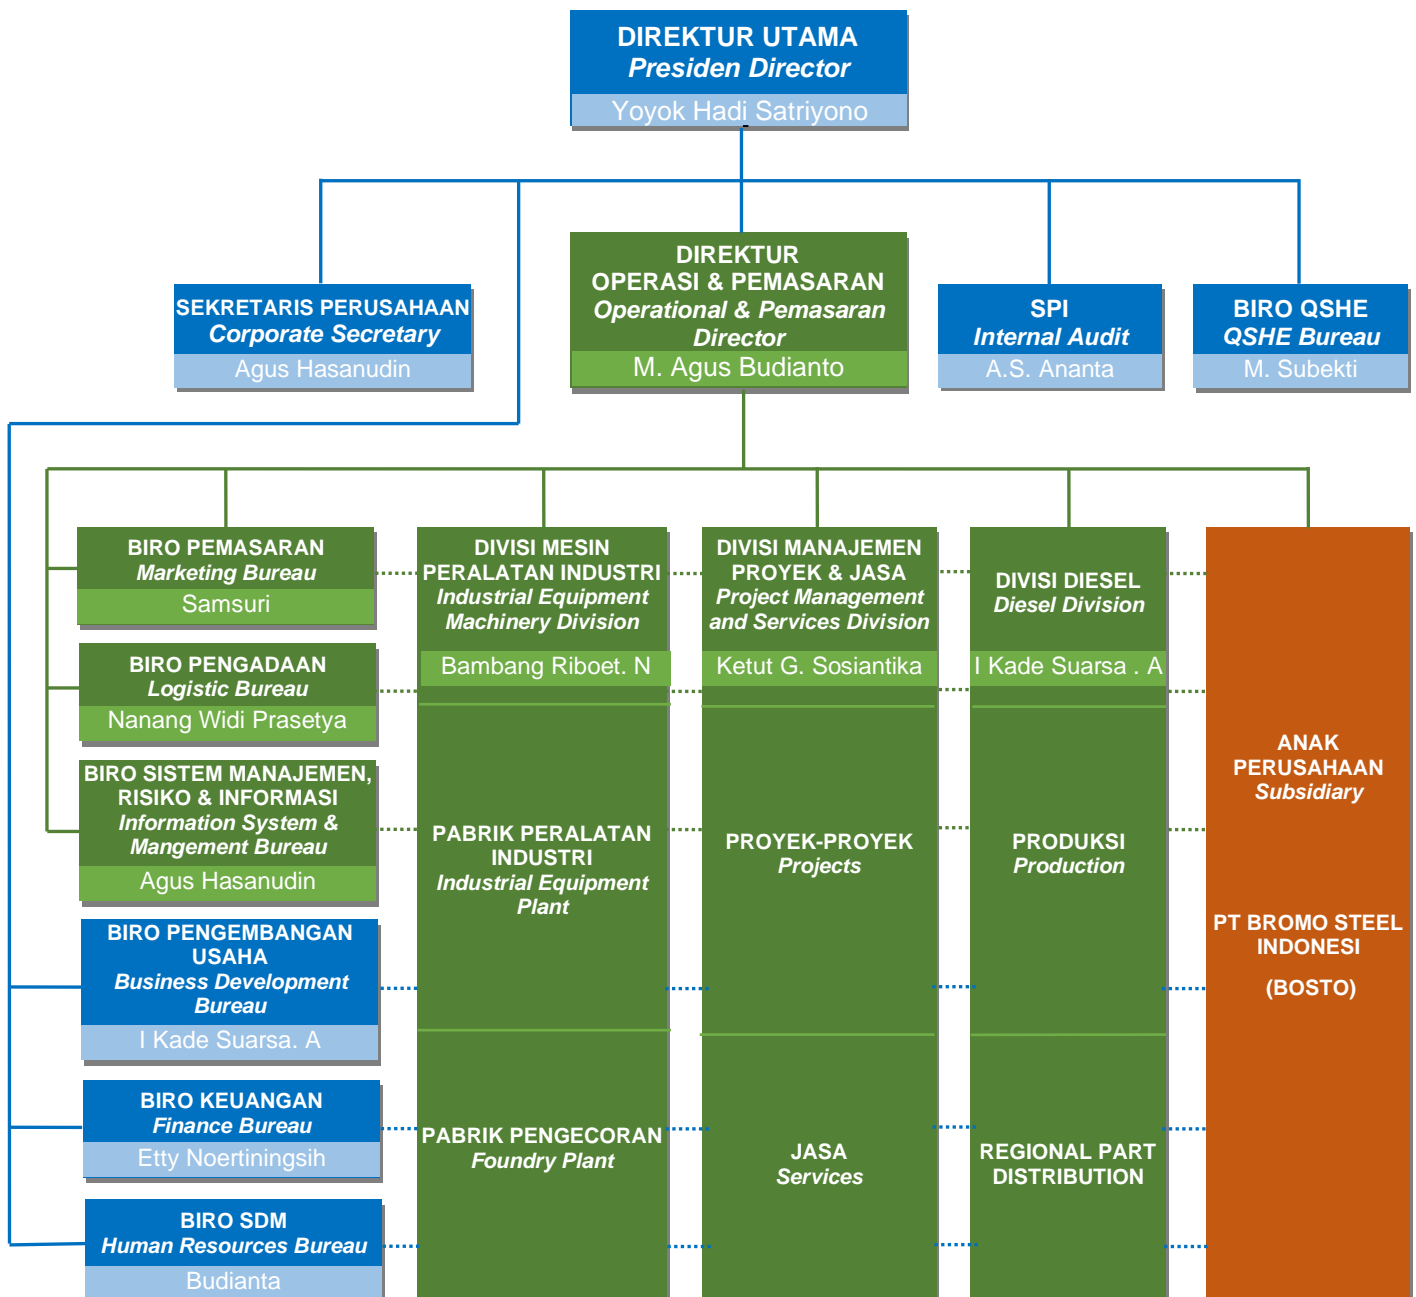 DIREKTUR UTAMA
Presiden Director
Yoyok Hadi Satriyono
SEKRETARIS PERUSAHAAN
Corporate Secretary
Agus Hasanudin
DIREKTUR
OPERASI & PEMASARAN
Operational & Pemasaran
Director
M. Agus Budianto
SPI
Internal Audit
A.S. Ananta
BIRO QSHE
QSHE Bureau
M. Subekti
BIRO PEMASARAN
Marketing Bureau
Samsuri
BIRO PENGADAAN
Logistic Bureau
Nanang Widi Prasetya
BIRO SISTEM MANAJEMEN,
RISIKO & INFORMASI
Information System &
Mangement Bureau
Agus Hasanudin
BIRO PENGEMBANGAN
USAHA
Business Development
Bureau
I Kade Suarsa. A
BIRO KEUANGAN
Finance Bureau
Etty Noertiningsih
BIRO SDM
Human Resources Bureau
Budianta
DIVISI MESIN
PERALATAN INDUSTRI
Industrial Equipment
Machinery Division
Bambang Riboet. N
PABRIK PERALATAN
INDUSTRI
Industrial Equipment
Plant
PABRIK PENGECORAN
Foundry Plant
DIVISI MANAJEMEN
PROYEK & JASA
Project Management
and Services Division
Ketut G. Sosiantika
PROYEK-PROYEK
Projects
JASA
Services
DIVISI DIESEL
Diesel Division
I Kade Suarsa . A
PRODUKSI
Production
REGIONAL PART
DISTRIBUTION
ANAK
PERUSAHAAN
Subsidiary
PT BROMO STEEL
INDONESI
(BOSTO)